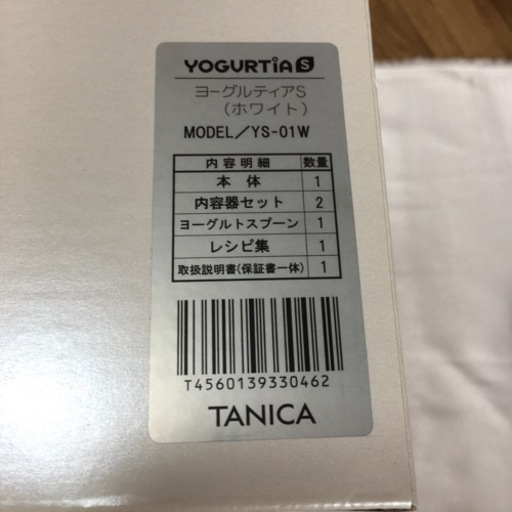 YOGURTiA S
ヨーグルティアS
(ホワイト)
MODEL/YS-01W
内容明細 数量
本体 1
内容器セット 2
ヨーグルトスプーン 1
レシピ集 1
取扱説明書(保証書一体) 1
T4560139330462
TANICA